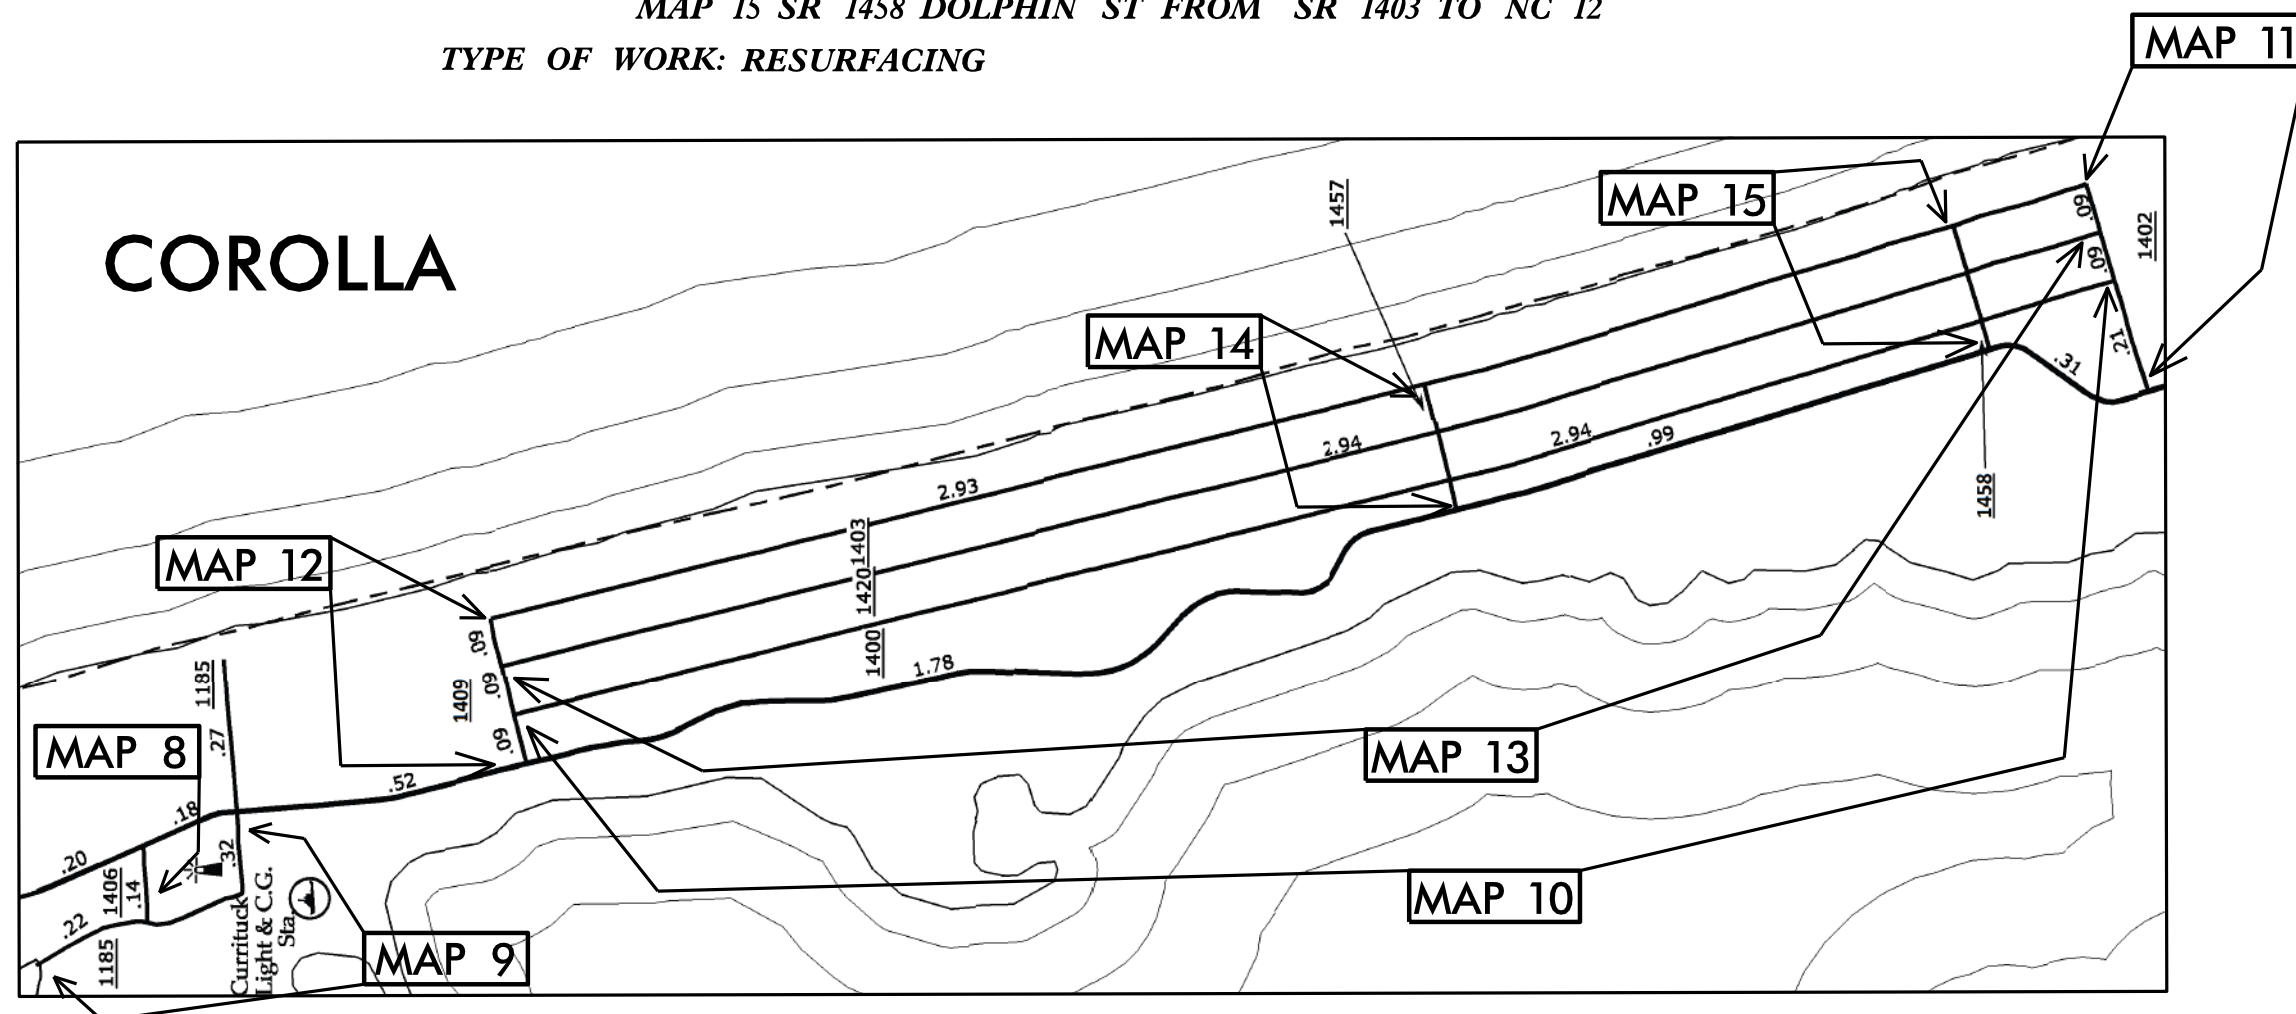 MAP 15 SR 1458 DOLPHIN ST FROM SR 1403 TO NC 12
TYPE OF WORK: RESURFACING
MAP 11
COROLLA
1457
MAP 15
.09
1402
.09
MAP 14
.21
.31
2.94
2.94
.99
2.93
1458
1403
MAP 12
1420
.09
1400
1.78
1185
.09
1409
.09
.27
MAP 8
MAP 13
.52
.18
.32
.20
1406
.14
MAP 10
.22
1185
Currituck
Light & C.G.
Sta.
MAP 9